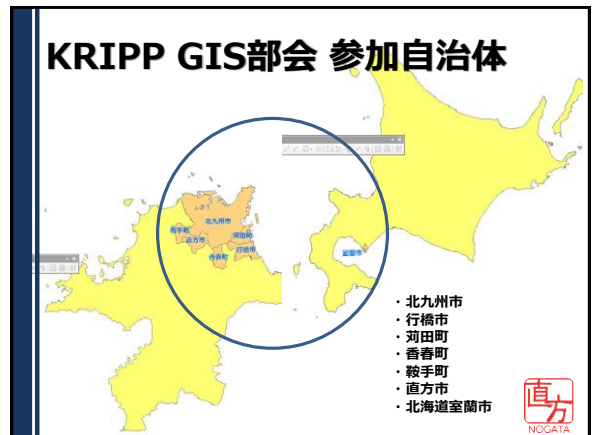 KRIPP GIS部会 参加自治体
北九州市
鞍手町
直方市
苅田町
行橋市
香春町
室蘭市
・北九州市
・行橋市
・苅田町
・香春町
・鞍手町
・直方市
・北海道室蘭市
直方
NOGATA